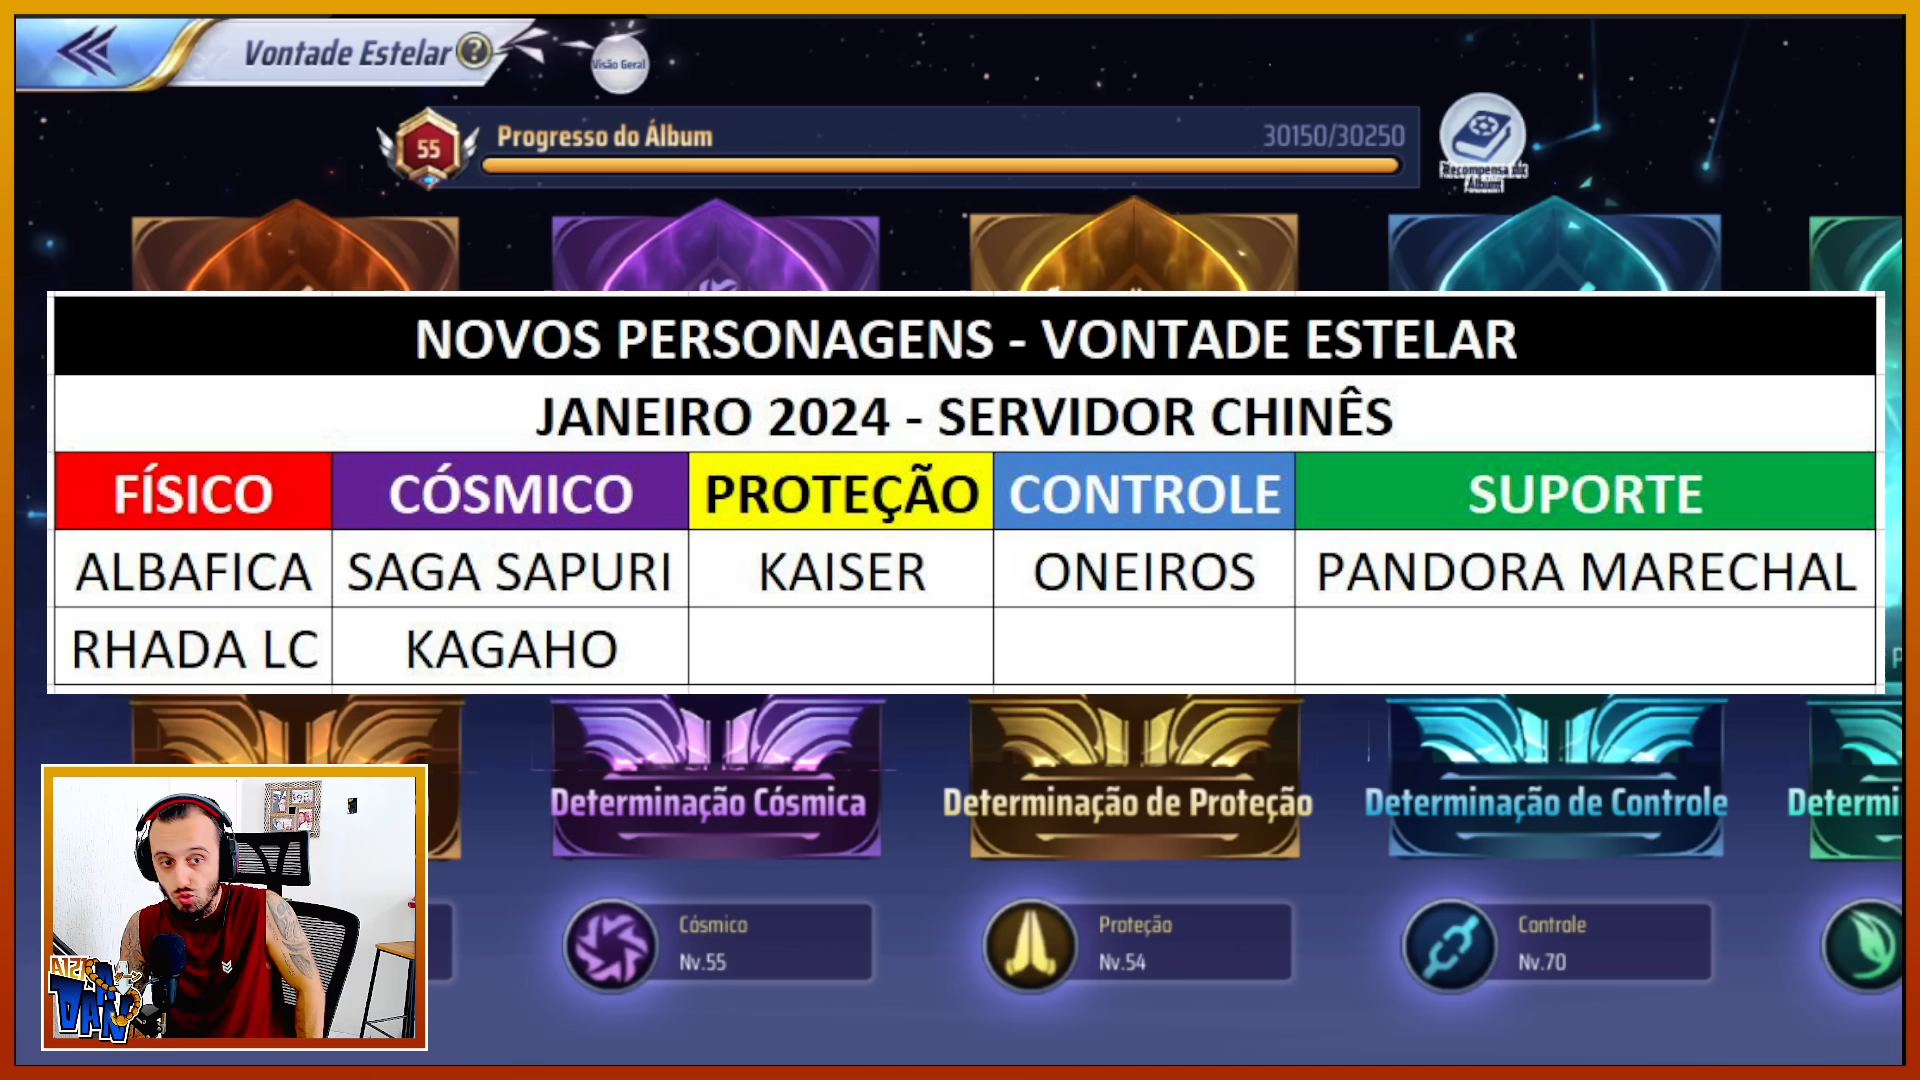 Vontade Estelar ?
Visão Geral
55
Progresso do Álbum
30150/30250
Recompensa do
Álbum
NOVOS PERSONAGENS - VONTADE ESTELAR
JANEIRO 2024 - SERVIDOR CHINÊS
FÍSICO CÓSMICO PROTEÇÃO CONTROLE SUPORTE
ALBAFICA SAGA SAPURI KAISER ONEIROS PANDORA MARECHAL
RHADA LC KAGAHO
Determinação Cósmica
Determinação de Proteção
Determinação de Controle
Determi
Cósmico
Nv.55
Proteção
Nv.54
Controle
Nv.70
DAN